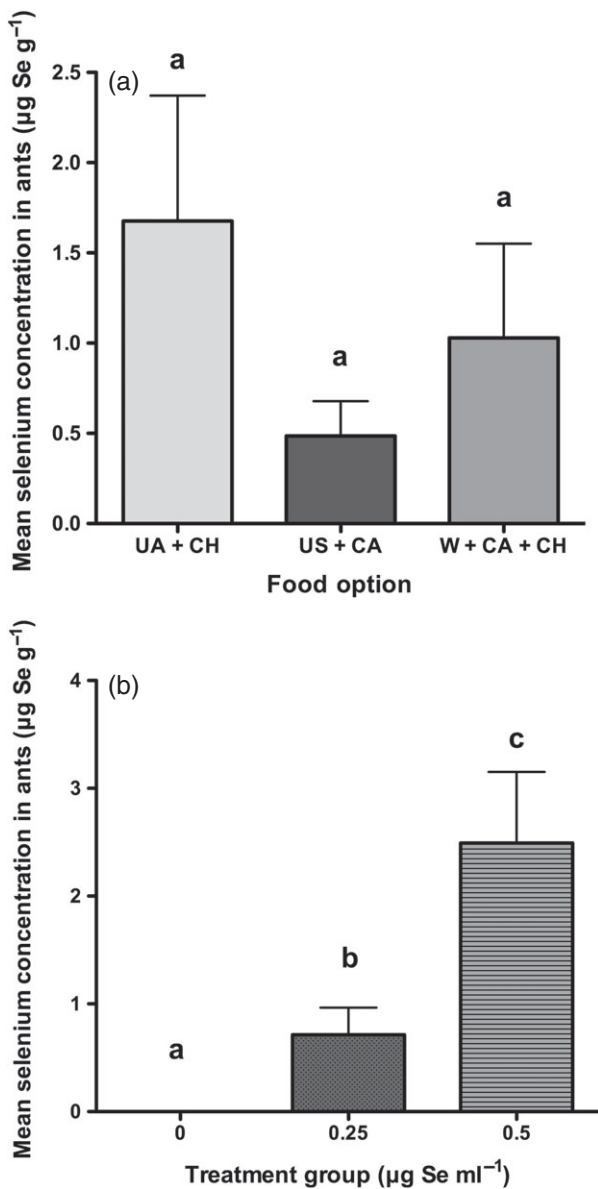 (a)
Mean selenium concentration in ants (µg Se g⁻¹)
2.5
2.0
1.5
1.0
0.5
0.0
a
a
a
UA + CH US + CA W + CA + CH
Food option
(b)
Mean selenium concentration in ants (µg Se g⁻¹)
4
3
2
1
0
a
b
c
0 0.25 0.5
Treatment group (µg Se ml⁻¹)